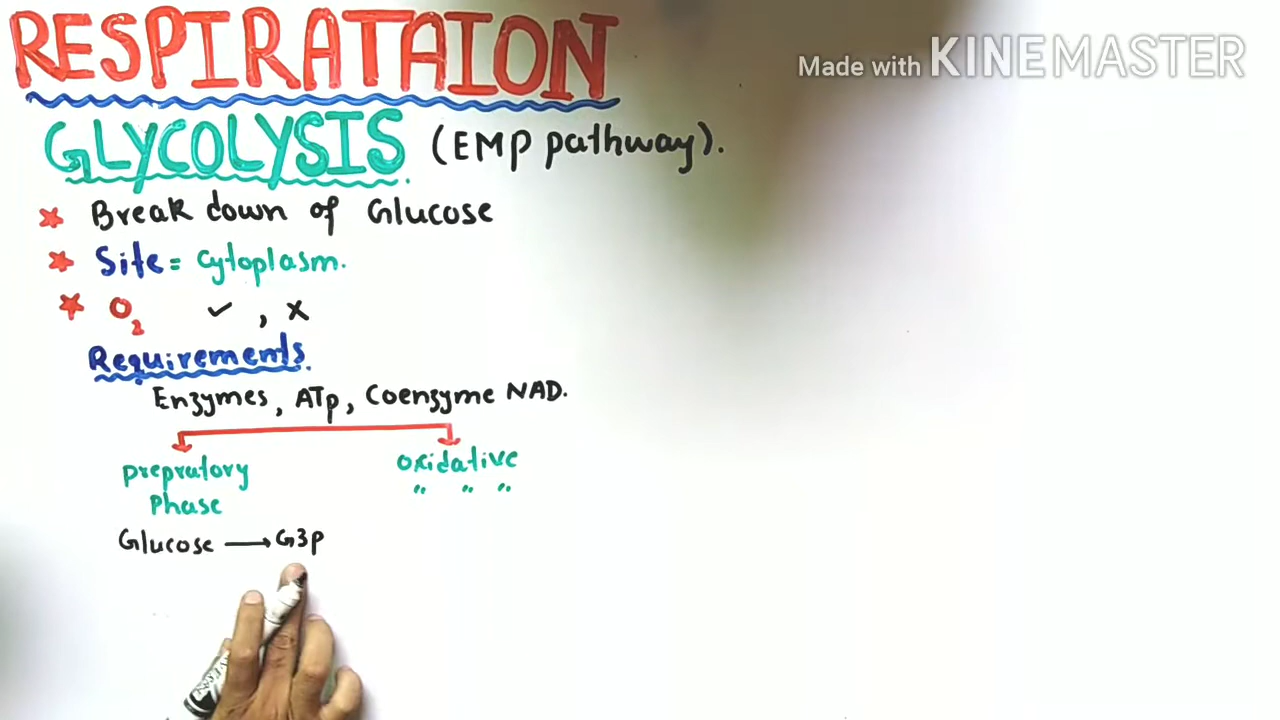 RESPIRATAION
Made with KINEMASTER
GLYCOLYSIS (EMP pathway).
★ Break down of Glucose
★ Site = Cytoplasm.
★ O₂ ✓, ✗
Requirements
Enzymes, ATp, Coenzyme NAD.
prepratory
Phase
oxidative
" " "
Glucose → G3p